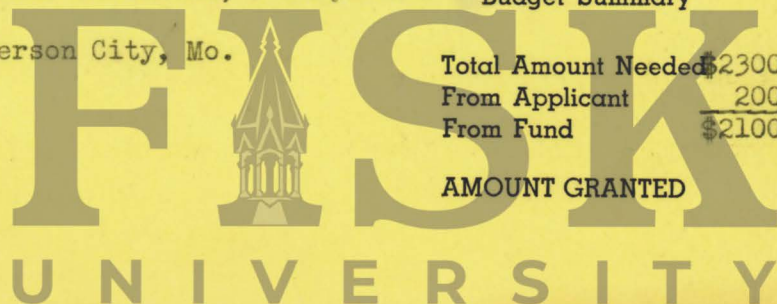 Budget Summary
erson City, Mo.
Total Amount Needed $2300
From Applicant 200
From Fund $2100
AMOUNT GRANTED
FISK
UNIVERSITY